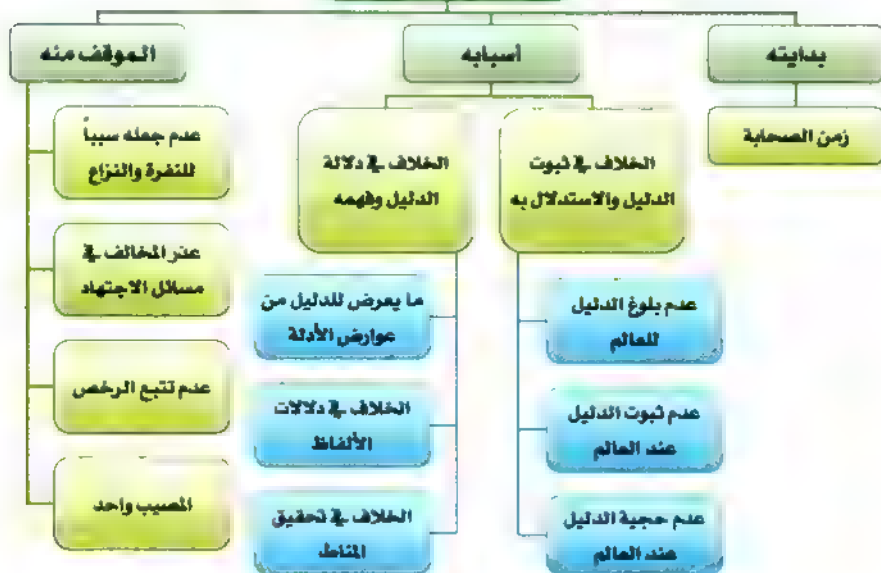 بدايته
زمن الصحابة
أسبابه
الخلاف في ثبوت
الدليل والاستدلال به
عدم بلوغ الدليل
للعالم
عدم ثبوت الدليل
عند العالم
عدم حجية الدليل
عند العالم
الخلاف في دلالة
الدليل وفهمه
ما يعرض للدليل من
عوارض الأدلة
الخلاف في دلالات
الألفاظ
الخلاف في تحقيق
المناط
الموقف منه
عدم جعله سبباً
للنفرة والنزاع
عذر المخالف في
مسائل الاجتهاد
عدم تتبع الرخص
المصيب واحد